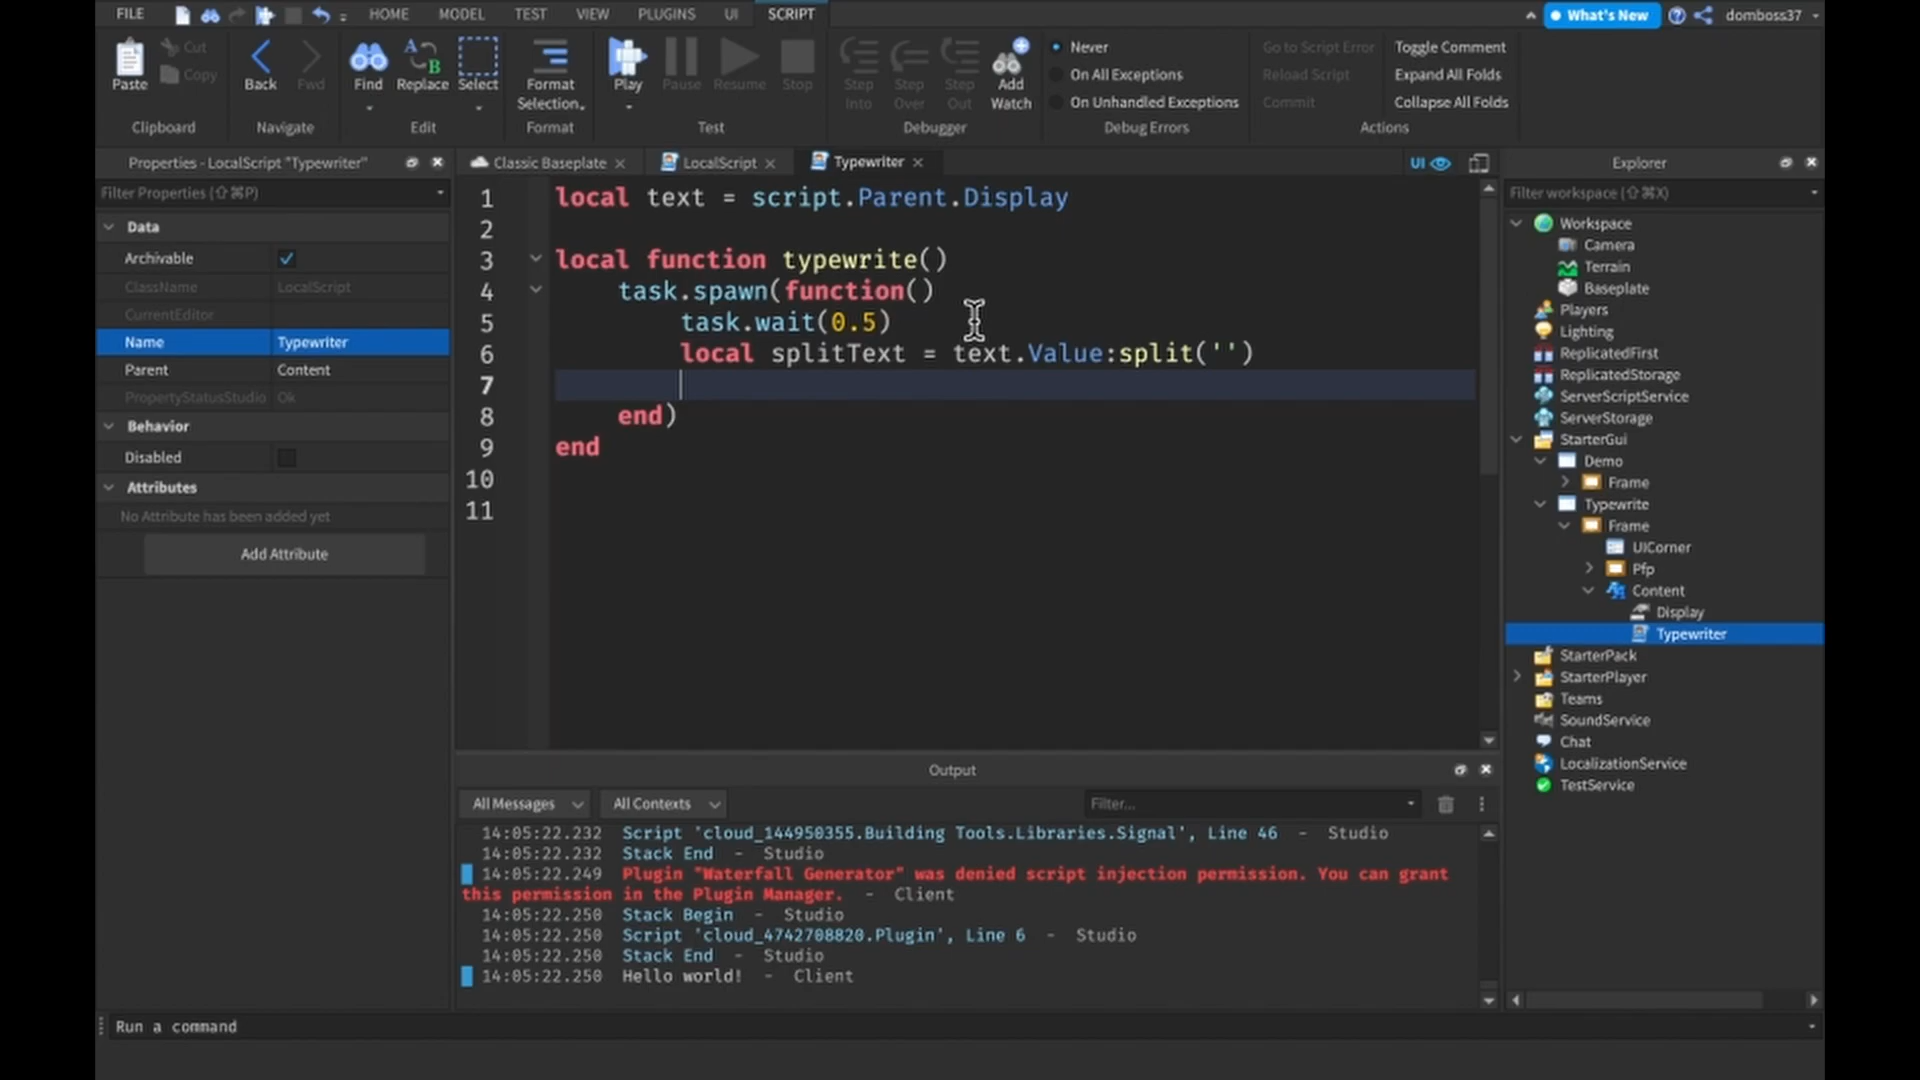 FILE HOME MODEL TEST VIEW PLUGINS UI SCRIPT What's New domboss37
Paste Cut Copy Back Fwd Find Replace Select Format Selection Play Pause Resume Stop Step Into Step Over Step Out Add Watch
Never Go to Script Error Toggle Comment
On All Exceptions Reload Script Expand All Folds
On Unhandled Exceptions Commit Collapse All Folds
Clipboard Navigate Edit Format Test Debugger Debug Errors Actions
Properties - LocalScript "Typewriter"
Filter Properties (⇧⌘P)
Data
Archivable
ClassName LocalScript
CurrentEditor
Name Typewriter
Parent Content
PropertyStatusStudio Ok
Behavior
Disabled
Attributes
No Attribute has been added yet
Add Attribute
Classic Baseplate LocalScript Typewriter UI
1 local text = script.Parent.Display
2
3 local function typewrite()
4 task.spawn(function()
5 task.wait(0.5)
6 local splitText = text.Value:split('')
7
8 end)
9 end
10
11
Output
All Messages All Contexts Filter...
14:05:22.232 Script 'cloud_144950355.Building Tools.Libraries.Signal', Line 46 - Studio
14:05:22.232 Stack End - Studio
14:05:22.249 Plugin "Waterfall Generator" was denied script injection permission. You can grant
this permission in the Plugin Manager. - Client
14:05:22.250 Stack Begin - Studio
14:05:22.250 Script 'cloud_4742708820.Plugin', Line 6 - Studio
14:05:22.250 Stack End - Studio
14:05:22.250 Hello world! - Client
Explorer
Filter workspace (⇧⌘X)
Workspace
Camera
Terrain
Baseplate
Players
Lighting
ReplicatedFirst
ReplicatedStorage
ServerScriptService
ServerStorage
StarterGui
Demo
Frame
Typewrite
Frame
UICorner
Pfp
Content
Display
Typewriter
StarterPack
StarterPlayer
Teams
SoundService
Chat
LocalizationService
TestService
Run a command